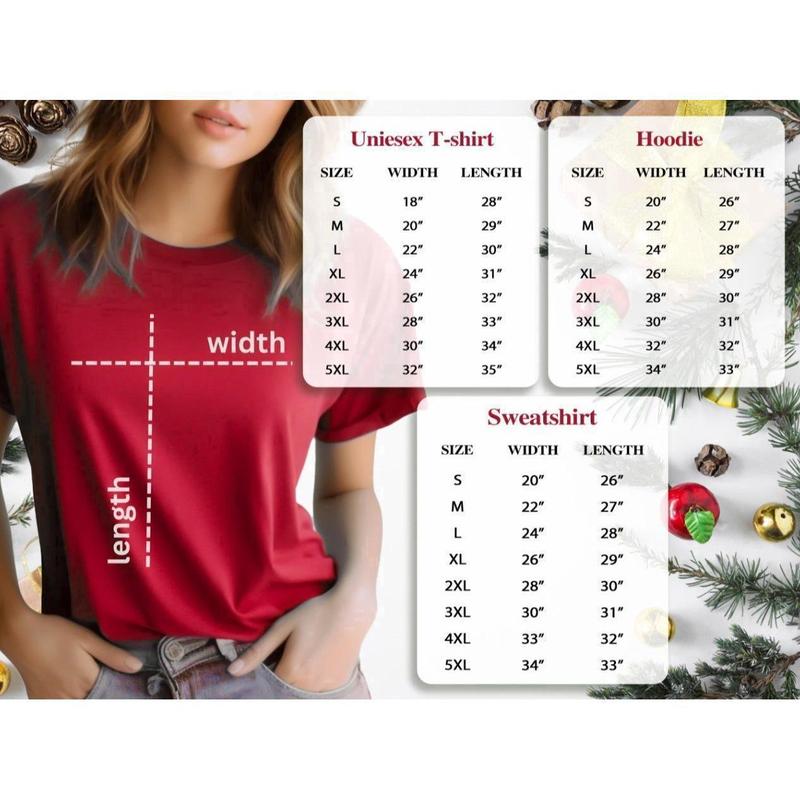 width
length
Uniesex T-shirt
SIZE WIDTH LENGTH
S 18″ 28″
M 20″ 29″
L 22″ 30″
XL 24″ 31″
2XL 26″ 32″
3XL 28″ 33″
4XL 30″ 34″
5XL 32″ 35″
Hoodie
SIZE WIDTH LENGTH
S 20″ 26″
M 22″ 27″
L 24″ 28″
XL 26″ 29″
2XL 28″ 30″
3XL 30″ 31″
4XL 32″ 32″
5XL 34″ 33″
Sweatshirt
SIZE WIDTH LENGTH
S 20″ 26″
M 22″ 27″
L 24″ 28″
XL 26″ 29″
2XL 28″ 30″
3XL 30″ 31″
4XL 33″ 32″
5XL 34″ 33″